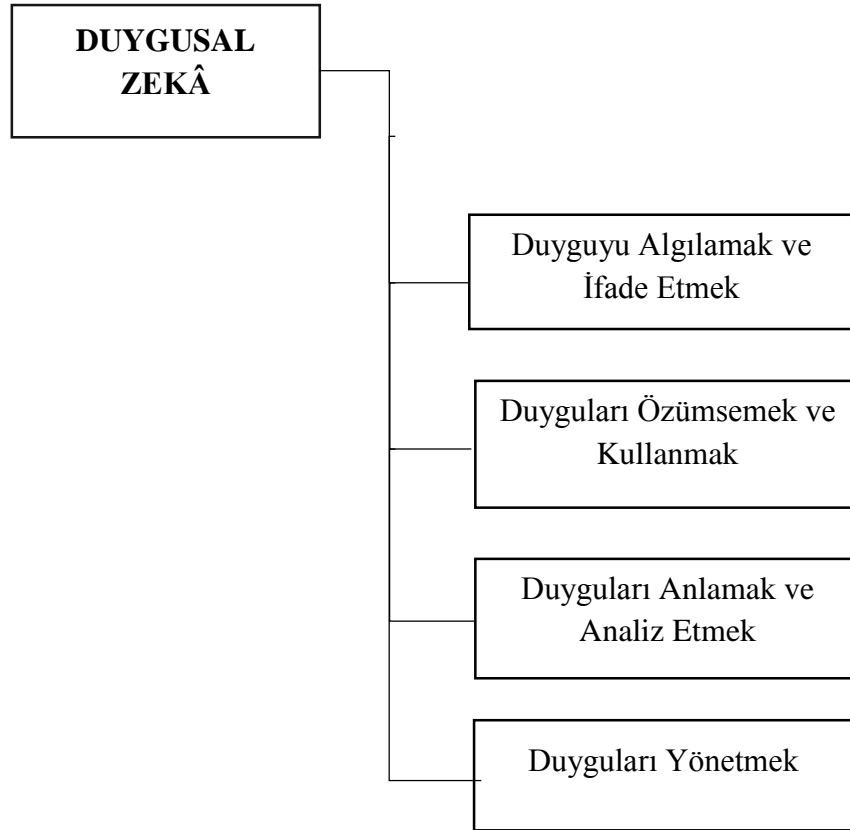 DUYGUSAL
ZEKÂ
Duyguyu Algılamak ve
İfade Etmek
Duyguları Özümsemek ve
Kullanmak
Duyguları Anlamak ve
Analiz Etmek
Duyguları Yönetmek